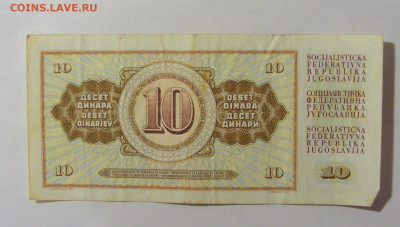 COINS.LAVE.RU
10
10
ДЕСЕТ
ДИНАРА
DESET
DINARJEV
10
DESET
DINARA
ДЕСЕТ
ДИНАРИ
SOCIJALISTIČKA
FEDERATIVNA
REPUBLIKA
JUGOSLAVIJA
СОЦИЈАЛИСТИЧКА
ФЕДЕРАТИВНА
РЕПУБЛИКА
ЈУГОСЛАВИЈА
SOCIALISTIČNA
FEDERATIVNA
REPUBLIKA
JUGOSLAVIJA
10
10